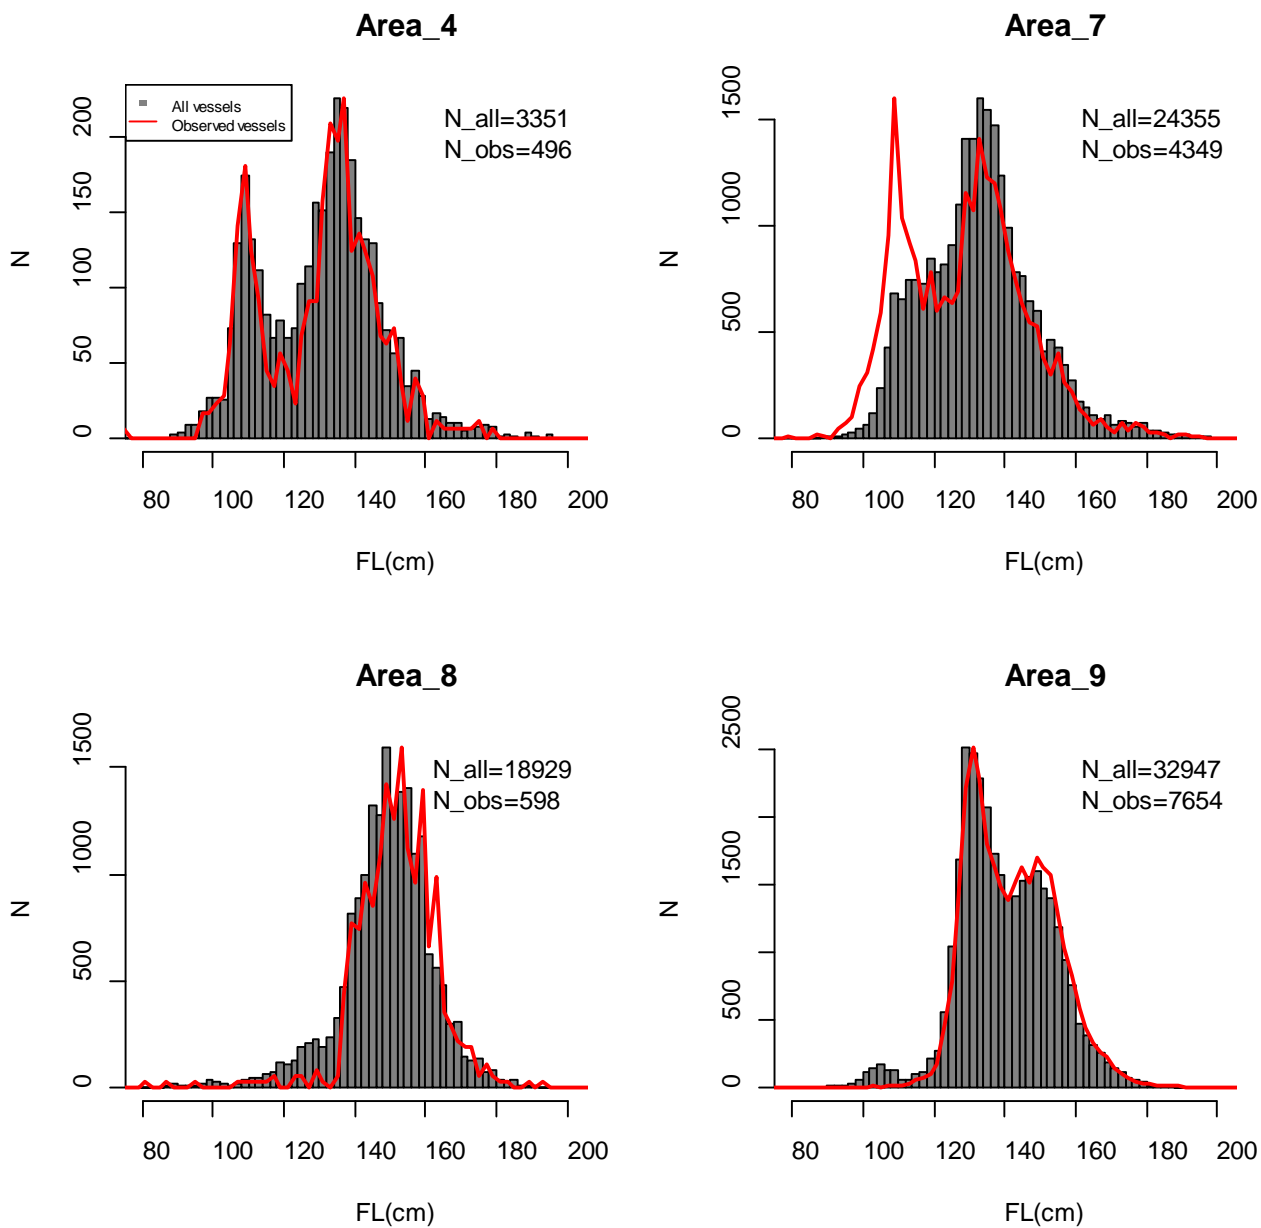 Area_4
All vessels
Observed vessels
N_all=3351
N_obs=496
N
0
50
100
150
200
80 100 120 140 160 180 200
FL(cm)
Area_7
N_all=24355
N_obs=4349
N
0
500
1000
1500
80 100 120 140 160 180 200
FL(cm)
Area_8
N_all=18929
N_obs=598
N
0
500
1000
1500
80 100 120 140 160 180 200
FL(cm)
Area_9
N_all=32947
N_obs=7654
N
0
500
1500
2500
80 100 120 140 160 180 200
FL(cm)